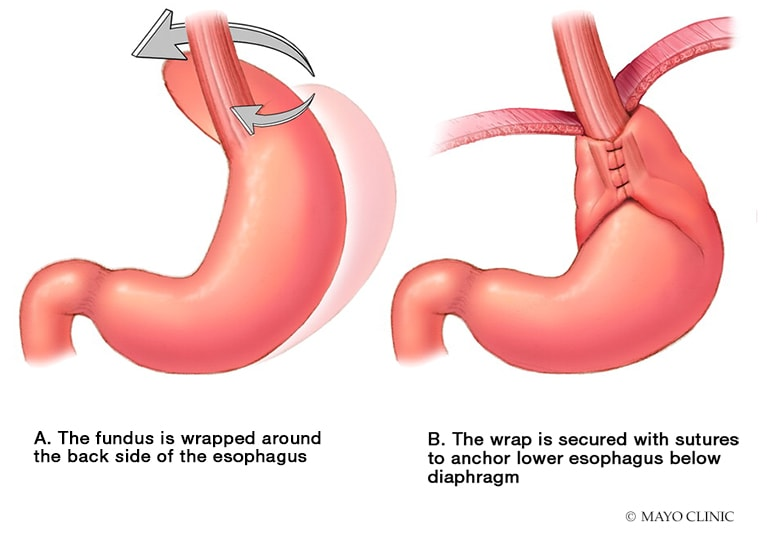 A. The fundus is wrapped around
the back side of the esophagus
B. The wrap is secured with sutures
to anchor lower esophagus below
diaphragm
© MAYO CLINIC